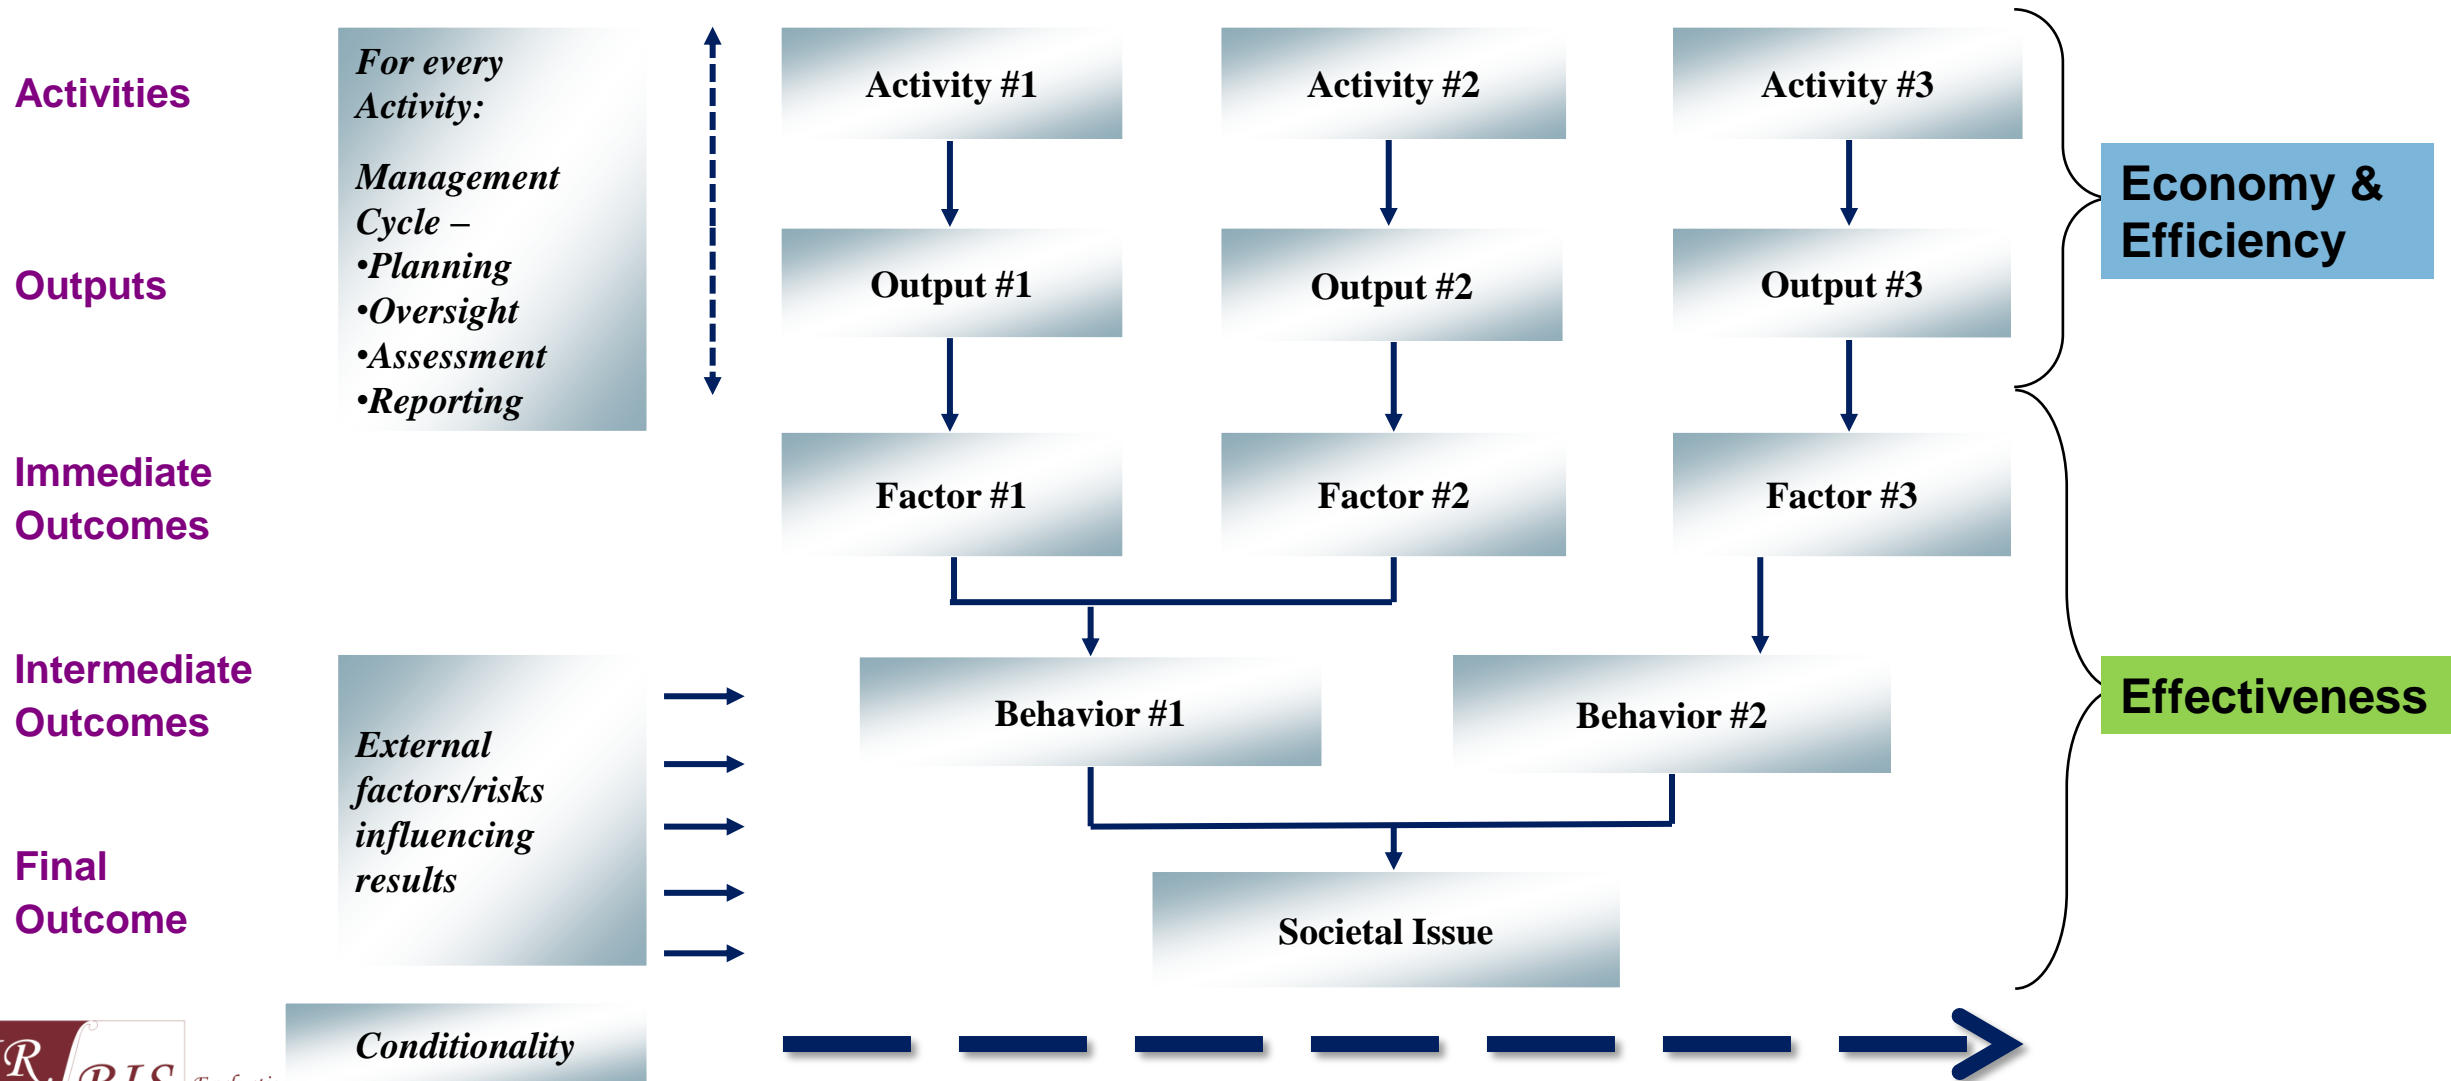 Activities
For every
Activity:
Management
Cycle –
•Planning
•Oversight
•Assessment
•Reporting
Activity #1
Activity #2
Activity #3
Economy &
Efficiency
Outputs
Output #1
Output #2
Output #3
Immediate
Outcomes
Factor #1
Factor #2
Factor #3
Intermediate
Outcomes
External
factors/risks
influencing
results
Behavior #1
Behavior #2
Effectiveness
Final
Outcome
Societal Issue
Conditionality